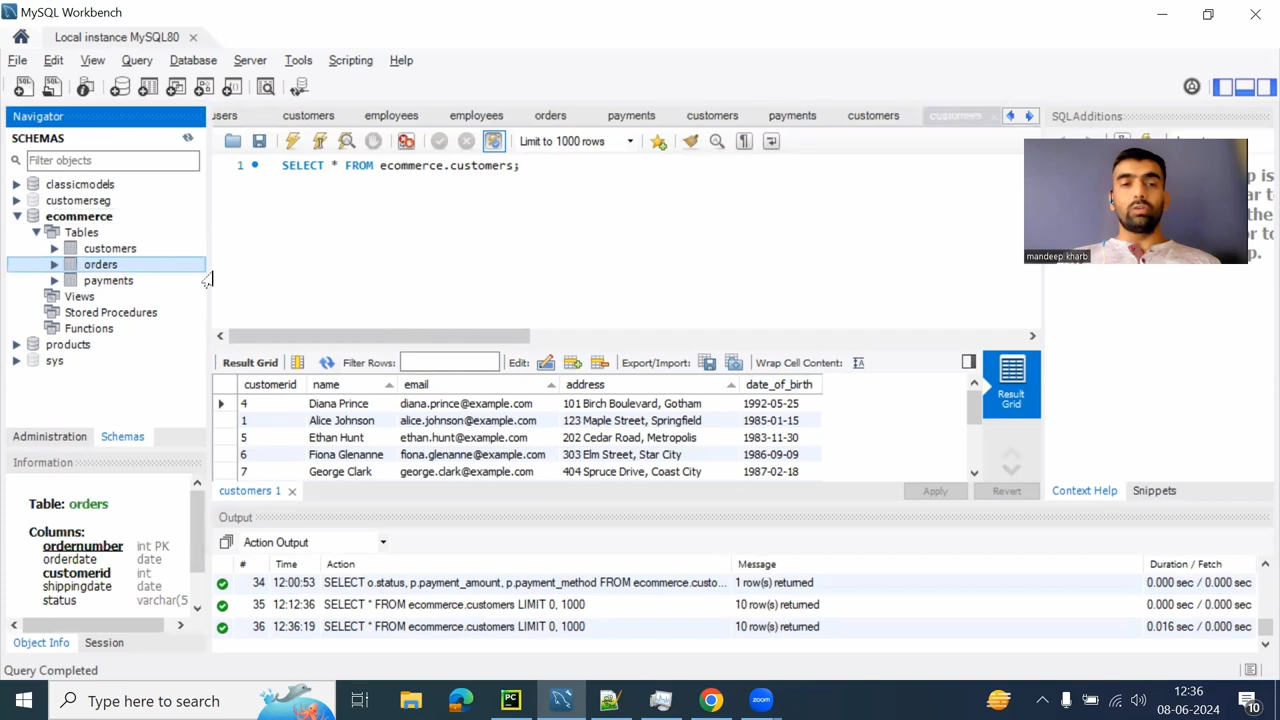 MySQL Workbench
Local instance MySQL80
File Edit View Query Database Server Tools Scripting Help
Navigator
SCHEMAS
Filter objects
classicmodels
customerseg
ecommerce
Tables
customers
orders
payments
Views
Stored Procedures
Functions
products
sys
Administration Schemas
Information
Table: orders
Columns:
ordernumber int PK
orderdate date
customerid int
shippingdate date
status varchar(5
Object Info Session
Query Completed
users customers employees employees orders payments customers payments customers customers
Limit to 1000 rows
1 SELECT * FROM ecommerce.customers;
Result Grid Filter Rows: Edit: Export/Import: Wrap Cell Content:
customerid name email address date_of_birth
4 Diana Prince diana.prince@example.com 101 Birch Boulevard, Gotham 1992-05-25
1 Alice Johnson alice.johnson@example.com 123 Maple Street, Springfield 1985-01-15
5 Ethan Hunt ethan.hunt@example.com 202 Cedar Road, Metropolis 1983-11-30
6 Fiona Glenanne fiona.glenanne@example.com 303 Elm Street, Star City 1986-09-09
7 George Clark george.clark@example.com 404 Spruce Drive, Coast City 1987-02-18
Result
Grid
customers 1 Apply Revert
Output
Action Output
# Time Action Message Duration / Fetch
34 12:00:53 SELECT o.status, p.payment_amount, p.payment_method FROM ecommerce.custo... 1 row(s) returned 0.000 sec / 0.000 sec
35 12:12:36 SELECT * FROM ecommerce.customers LIMIT 0, 1000 10 row(s) returned 0.000 sec / 0.000 sec
36 12:36:19 SELECT * FROM ecommerce.customers LIMIT 0, 1000 10 row(s) returned 0.016 sec / 0.000 sec
SQLAdditions
mandeep kharb
Context Help Snippets
Type here to search
PC
zoom
12:36
08-06-2024
10